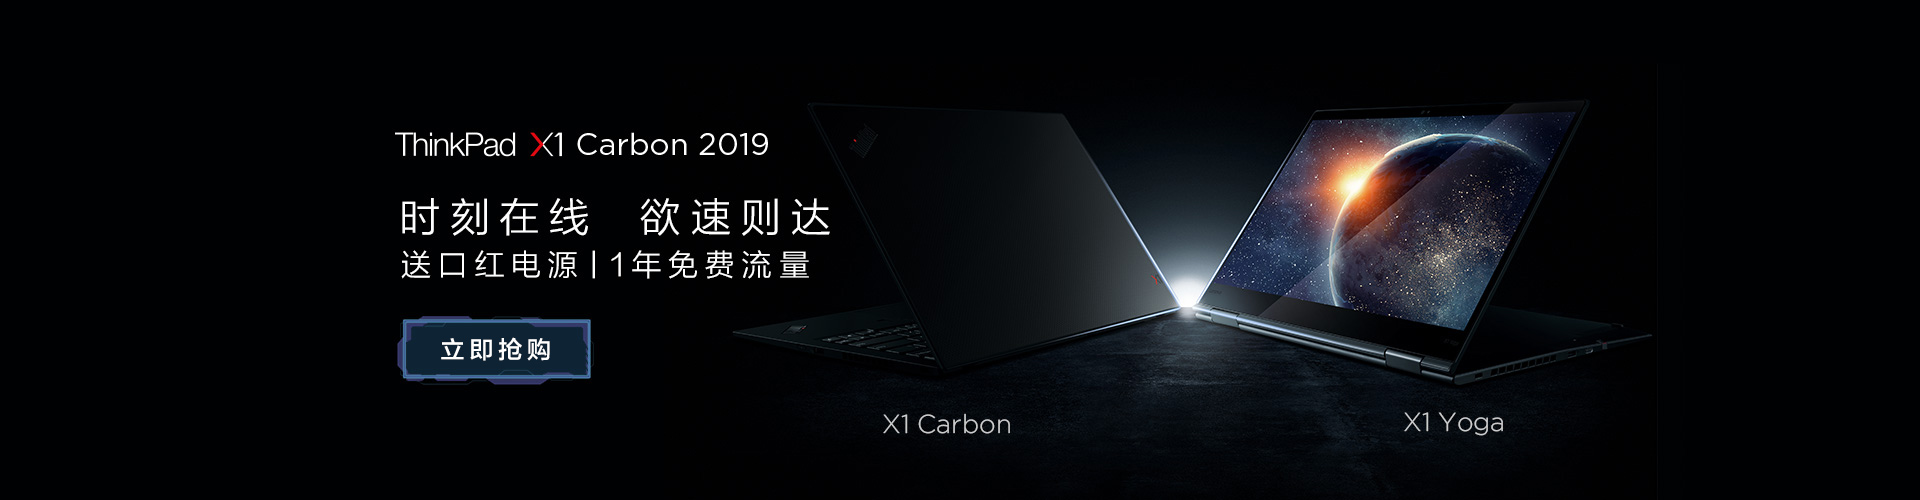 ThinkPad X1 Carbon 2019
时刻在线 欲速则达
送口红电源|1年免费流量
立即抢购
X1 Carbon
X1 Yoga